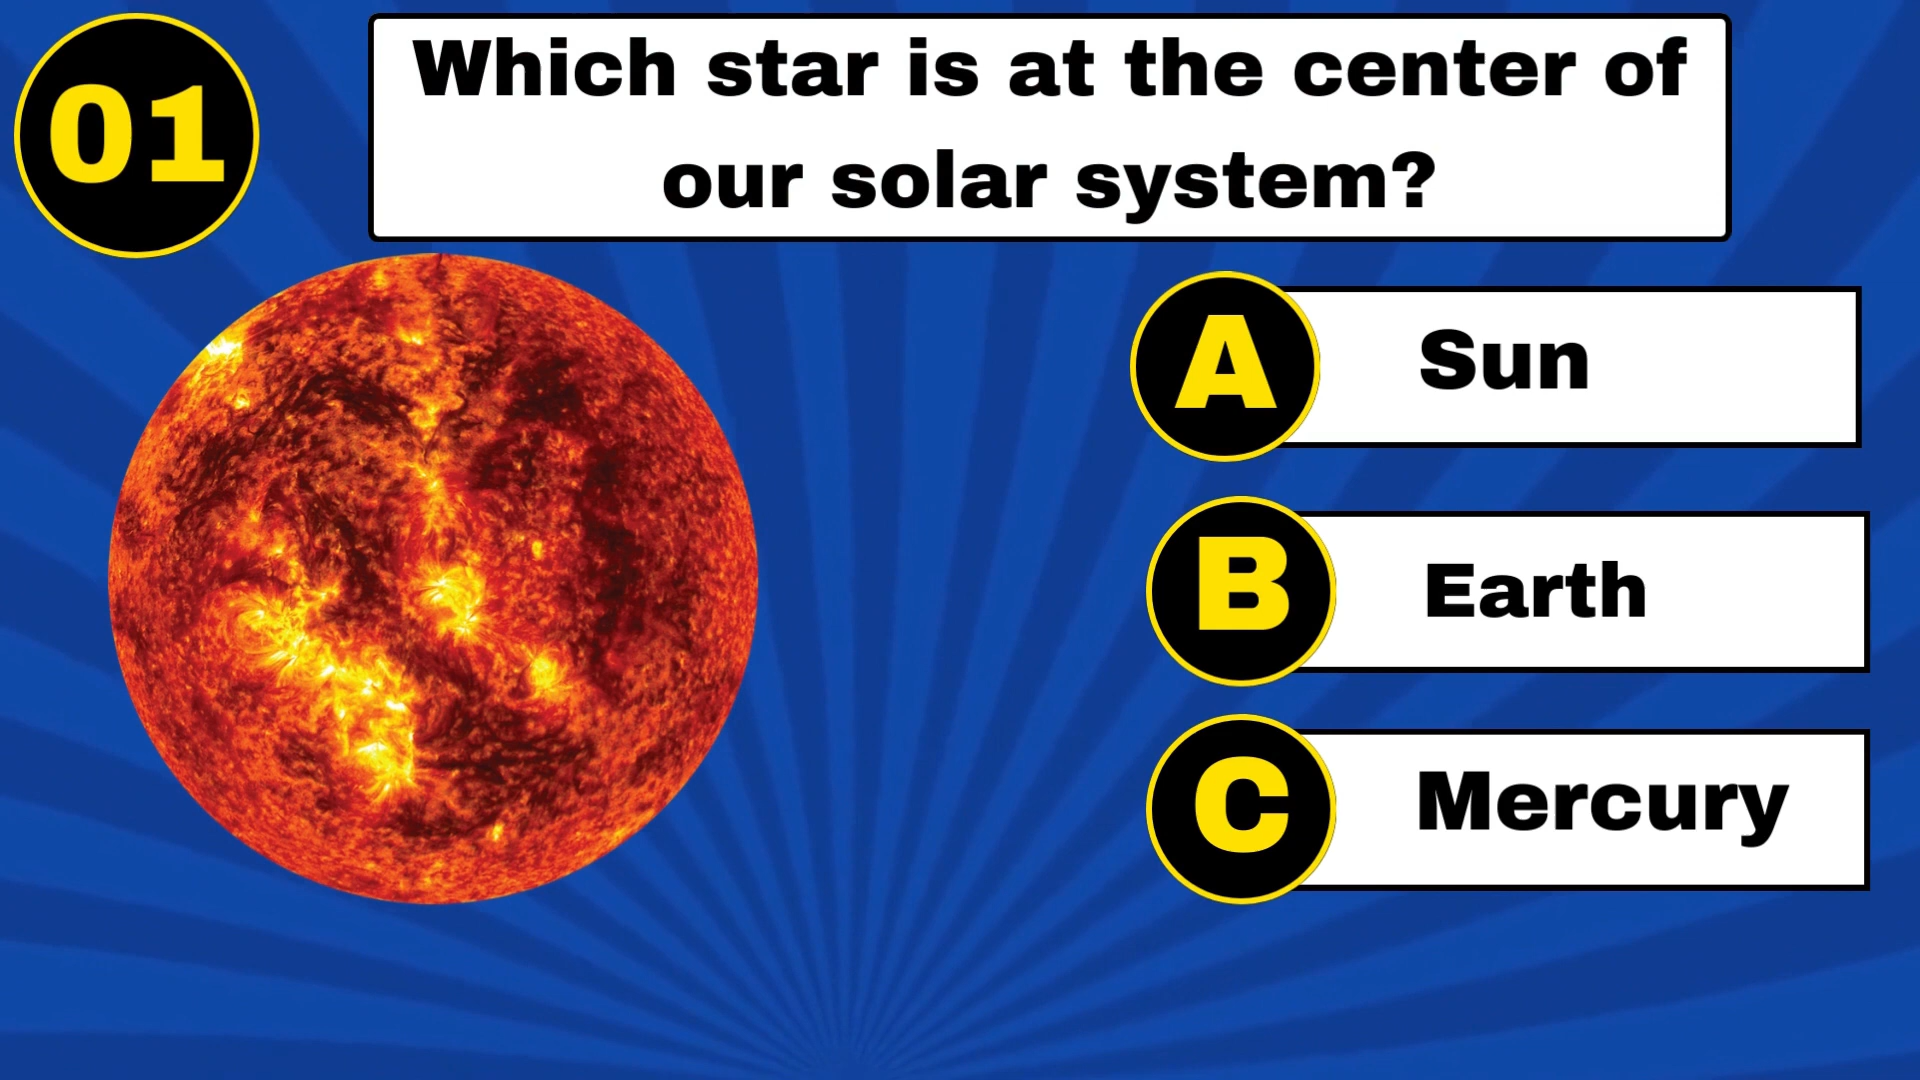 01
Which star is at the center of
our solar system?
A
Sun
B
Earth
C
Mercury